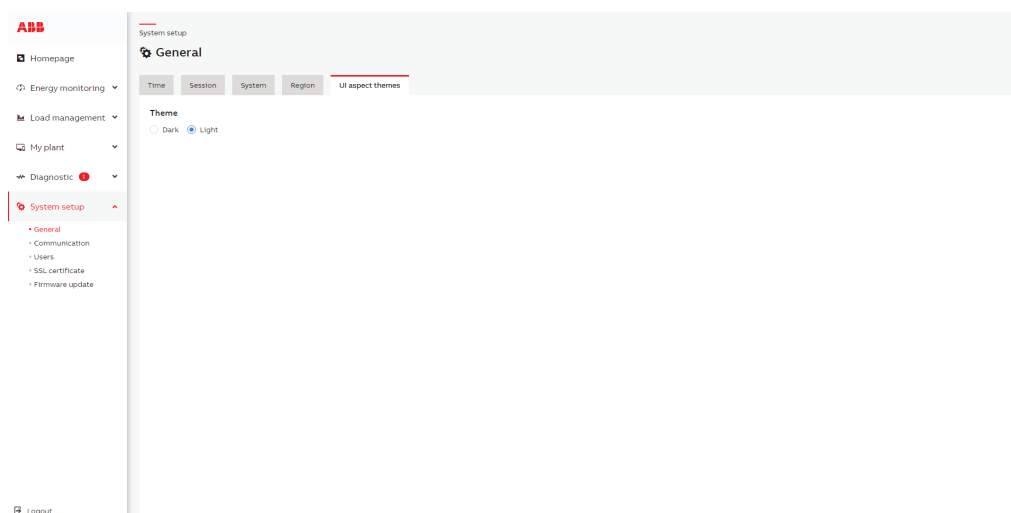 ABB
Homepage
Energy monitoring
Load management
My plant
Diagnostic 1
System setup
General
Communication
Users
SSL certificate
Firmware update
Logout
System setup
General
Time Session System Region UI aspect themes
Theme
Dark Light